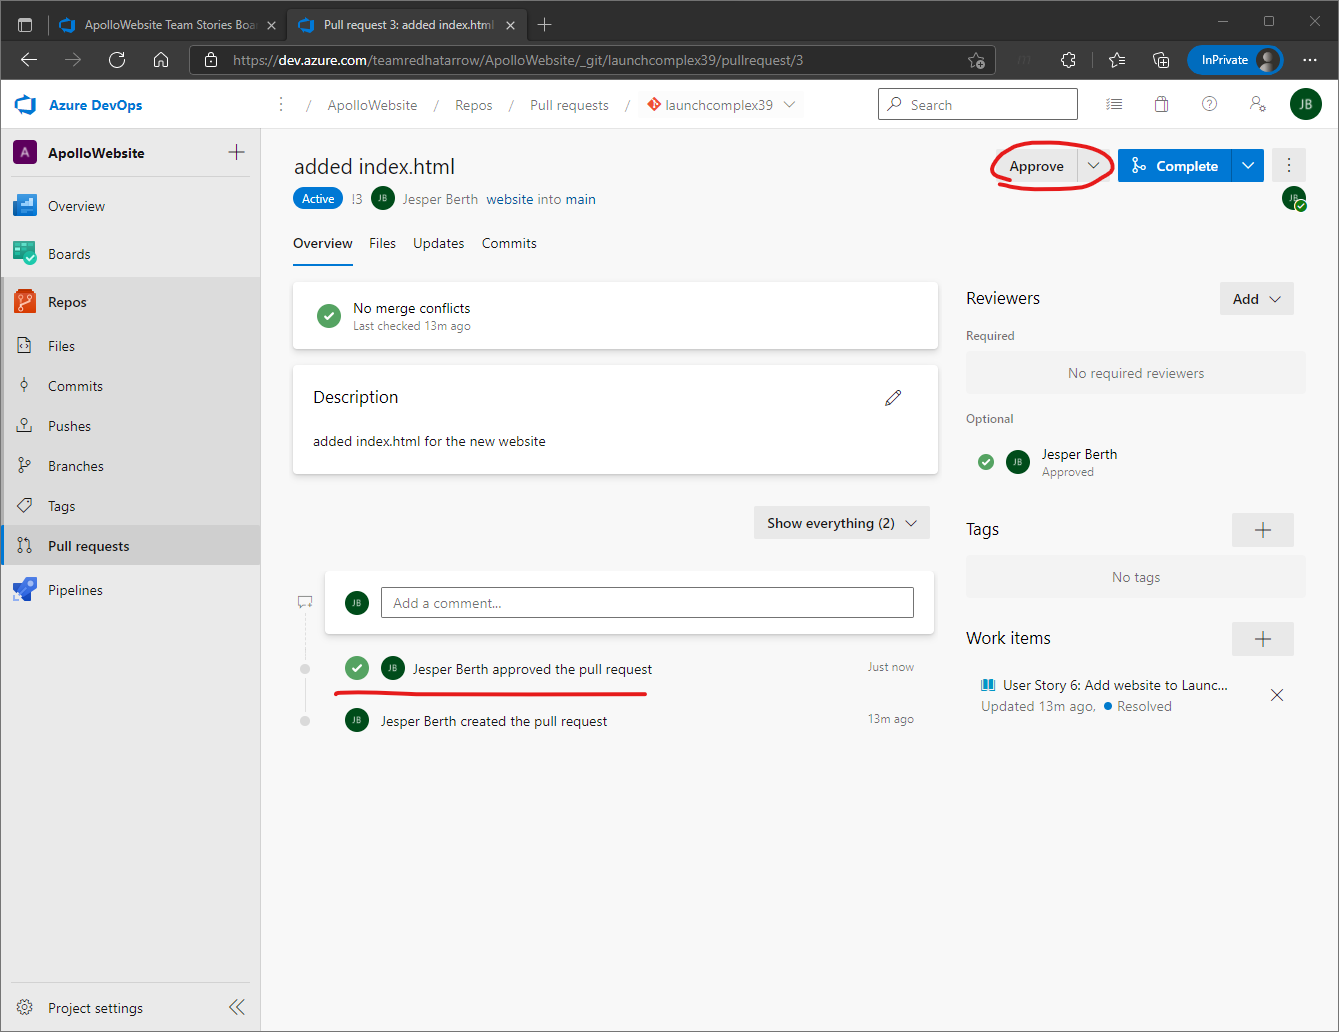 ApolloWebsite Team Stories Boa
Pull request 3: added index.html
https://dev.azure.com/teamredhatarrow/ApolloWebsite/_git/launchcomplex39/pullrequest/3
InPrivate
Azure DevOps
/ ApolloWebsite / Repos / Pull requests / launchcomplex39
Search
JB
A
ApolloWebsite
Overview
Boards
Repos
Files
Commits
Pushes
Branches
Tags
Pull requests
Pipelines
Project settings
added index.html
Approve
Complete
Active !3 JB Jesper Berth website into main
JB
Overview Files Updates Commits
No merge conflicts
Last checked 13m ago
Description
added index.html for the new website
Show everything (2)
JB Add a comment...
JB Jesper Berth approved the pull request Just now
JB Jesper Berth created the pull request 13m ago
Reviewers
Add
Required
No required reviewers
Optional
JB Jesper Berth
Approved
Tags
No tags
Work items
User Story 6: Add website to Launc...
Updated 13m ago, Resolved